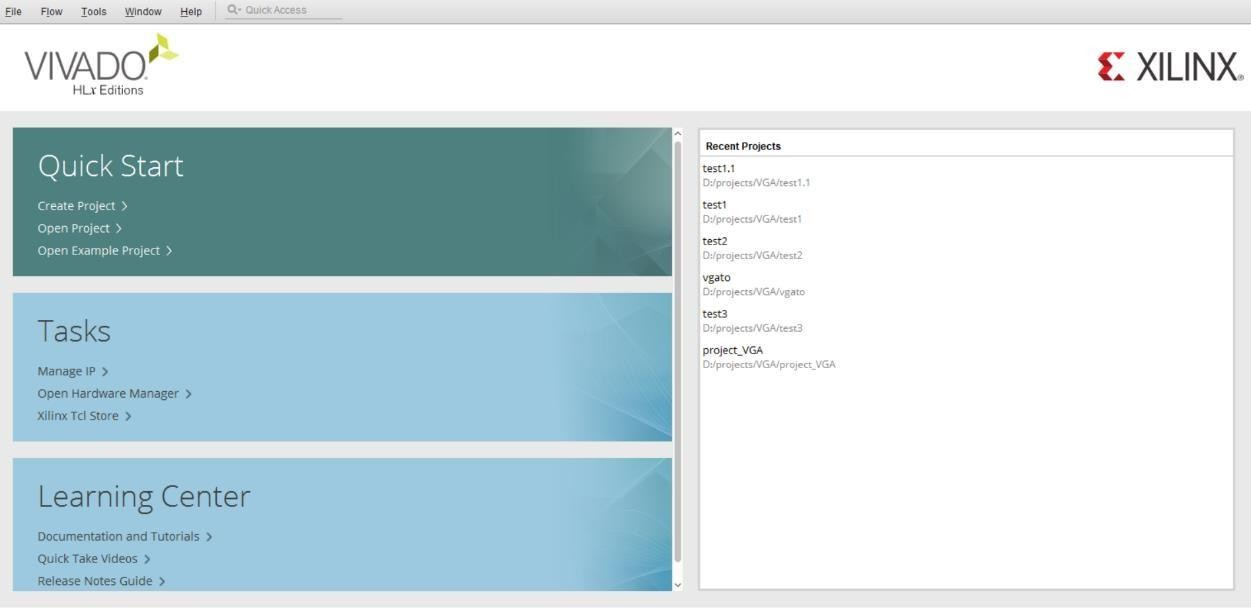 File Flow Tools Window Help Quick Access
VIVADO.
HLx Editions
XILINX®
Quick Start
Create Project >
Open Project >
Open Example Project >
Tasks
Manage IP >
Open Hardware Manager >
Xilinx Tcl Store >
Learning Center
Documentation and Tutorials >
Quick Take Videos >
Release Notes Guide >
Recent Projects
test1.1
D:/projects/VGA/test1.1
test1
D:/projects/VGA/test1
test2
D:/projects/VGA/test2
vgato
D:/projects/VGA/vgato
test3
D:/projects/VGA/test3
project_VGA
D:/projects/VGA/project_VGA